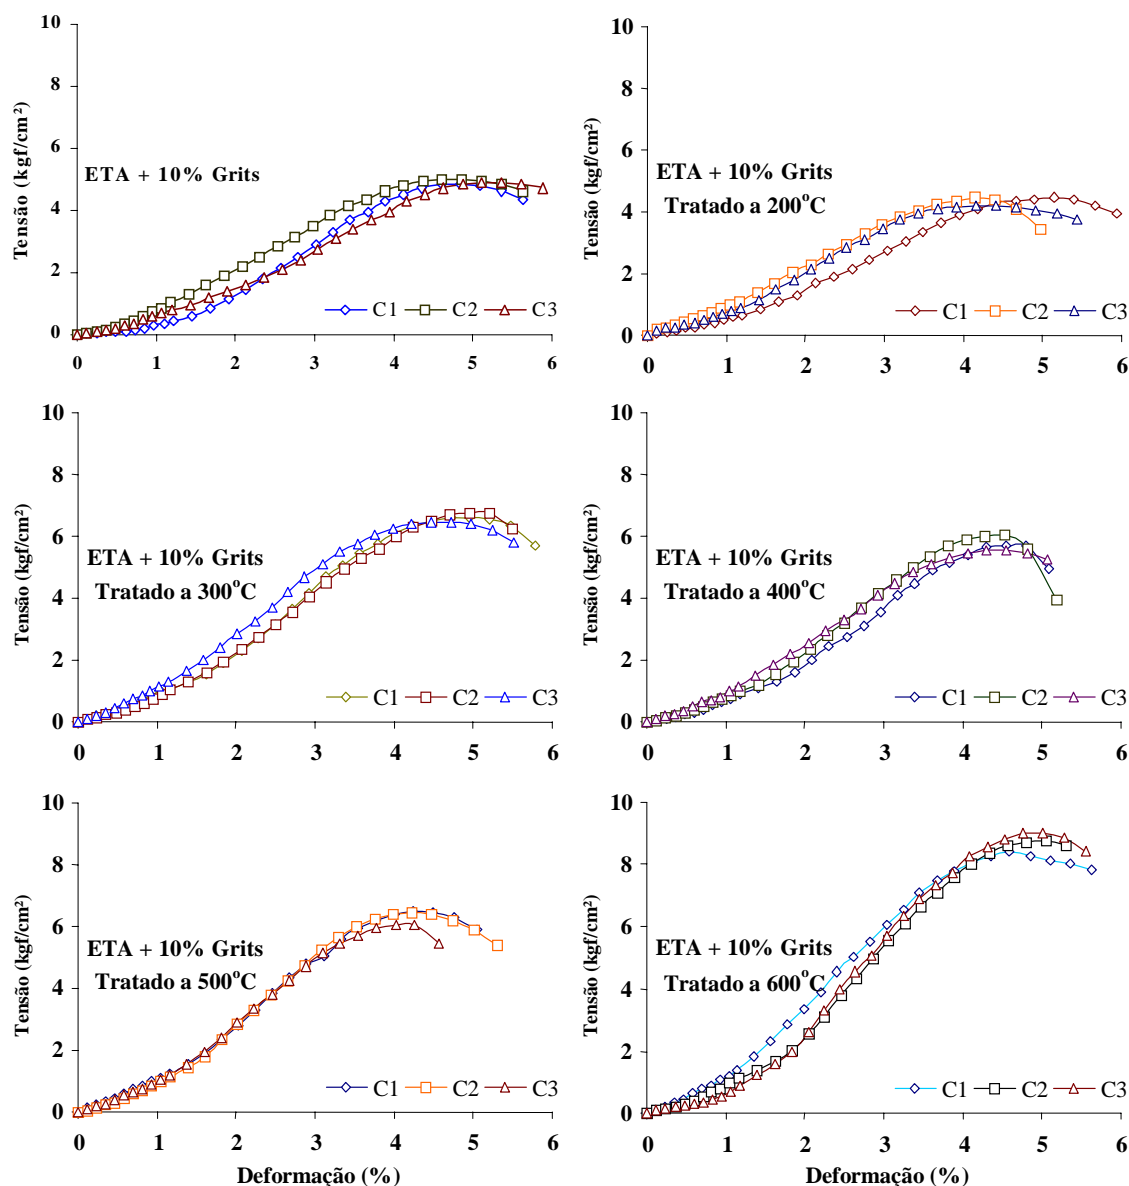 10
8
6
4
2
0
Tensão (kgf/cm²)
ETA + 10% Grits
C1 C2 C3
0 1 2 3 4 5 6
10
8
6
4
2
0
Tensão (kgf/cm²)
ETA + 10% Grits
Tratado a 200°C
C1 C2 C3
0 1 2 3 4 5 6
10
8
6
4
2
0
Tensão (kgf/cm²)
ETA + 10% Grits
Tratado a 300°C
C1 C2 C3
0 1 2 3 4 5 6
10
8
6
4
2
0
Tensão (kgf/cm²)
ETA + 10% Grits
Tratado a 400°C
C1 C2 C3
0 1 2 3 4 5 6
10
8
6
4
2
0
Tensão (kgf/cm²)
ETA + 10% Grits
Tratado a 500°C
C1 C2 C3
0 1 2 3 4 5 6
Deformação (%)
10
8
6
4
2
0
Tensão (kgf/cm²)
ETA + 10% Grits
Tratado a 600°C
C1 C2 C3
0 1 2 3 4 5 6
Deformação (%)